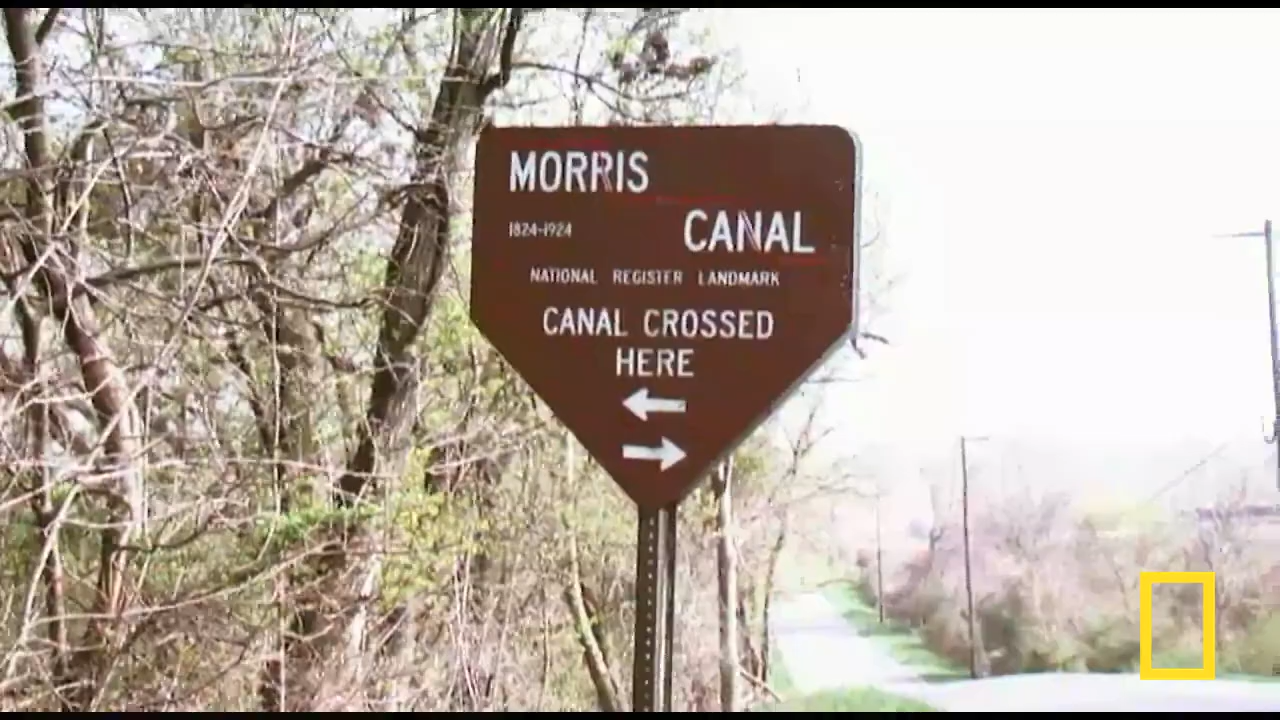 MORRIS
1824-1924 CANAL
NATIONAL REGISTER LANDMARK
CANAL CROSSED
HERE